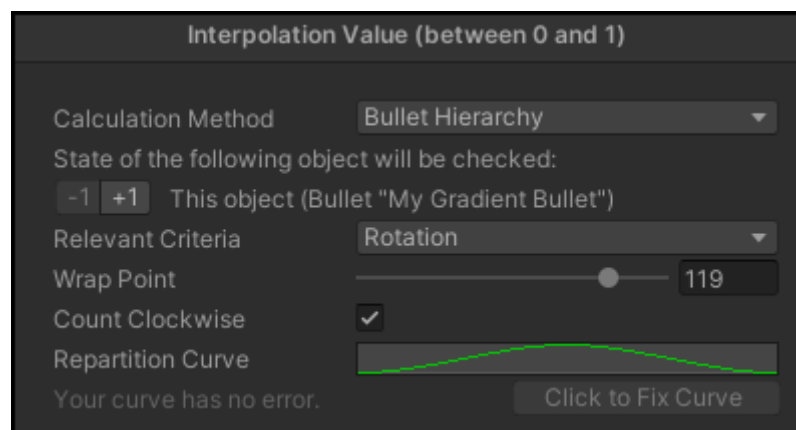 Interpolation Value (between 0 and 1)
Calculation Method Bullet Hierarchy
State of the following object will be checked:
-1 +1 This object (Bullet "My Gradient Bullet")
Relevant Criteria Rotation
Wrap Point 119
Count Clockwise
Repartition Curve
Your curve has no error. Click to Fix Curve